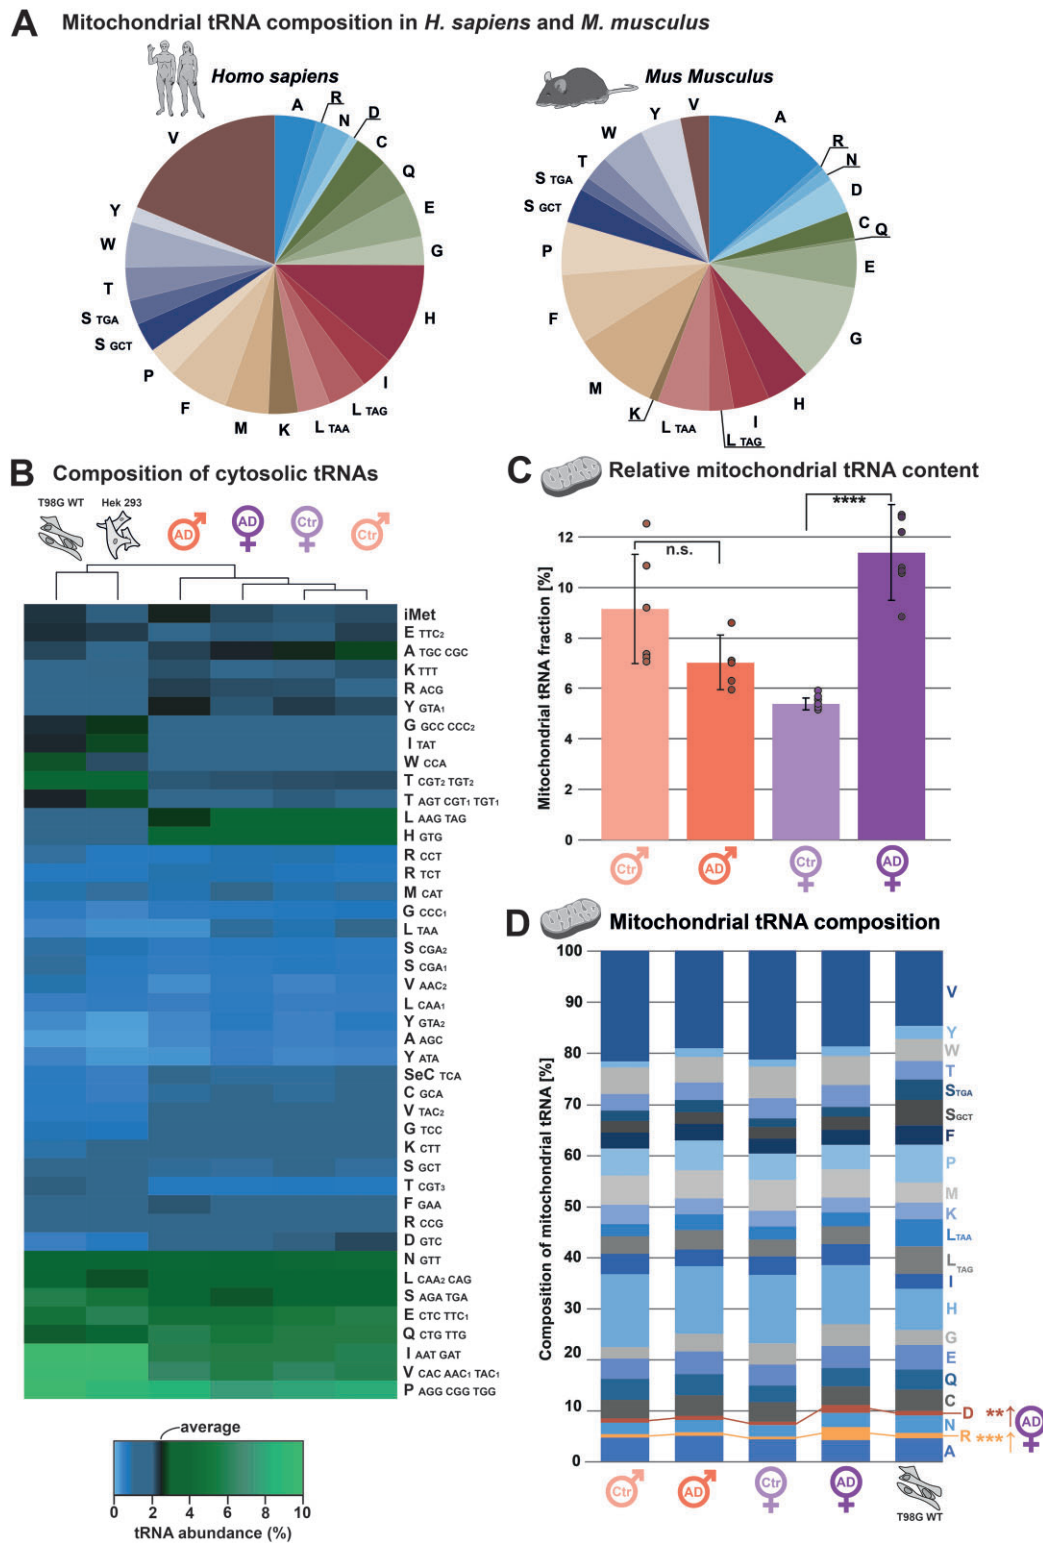 A Mitochondrial tRNA composition in H. sapiens and M. musculus
Homo sapiens
A
R
N
D
C
Q
E
G
H
I
L TAG
L TAA
K
M
F
P
S GCT
S TGA
T
W
Y
V
Mus Musculus
A
R
N
D
C
Q
E
G
H
I
L TAG
L TAA
K
M
F
P
S GCT
S TGA
T
W
Y
V
B Composition of cytosolic tRNAs
T98G WT
Hek 293
AD
AD
Ctr
Ctr
iMet
E TTC2
A TGC CGC
K TTT
R ACG
Y GTA1
G GCC CCC2
I TAT
W CCA
T CGT2 TGT2
T AGT CGT1 TGT1
L AAG TAG
H GTG
R CCT
R TCT
M CAT
G CCC1
L TAA
S CGA2
S CGA1
V AAC2
L CAA1
Y GTA2
A AGC
Y ATA
SeC TCA
C GCA
V TAC2
G TCC
K CTT
S GCT
T CGT3
F GAA
R CCG
D GTC
N GTT
L CAA2 CAG
S AGA TGA
E CTC TTC1
Q CTG TTG
I AAT GAT
V CAC AAC1 TAC1
P AGG CGG TGG
average
0 2 4 6 8 10
tRNA abundance (%)
C Relative mitochondrial tRNA content
Mitochondrial tRNA fraction [%]
12
10
8
6
4
2
0
n.s.
****
Ctr
AD
Ctr
AD
D Mitochondrial tRNA composition
Composition of mitochondrial tRNA [%]
100
90
80
70
60
50
40
30
20
10
0
V
Y
W
T
STGA
SGCT
F
P
M
K
LTAA
LTAG
I
H
G
E
Q
C
D **↑
N
R ***↑
A
AD
Ctr
AD
Ctr
AD
T98G WT